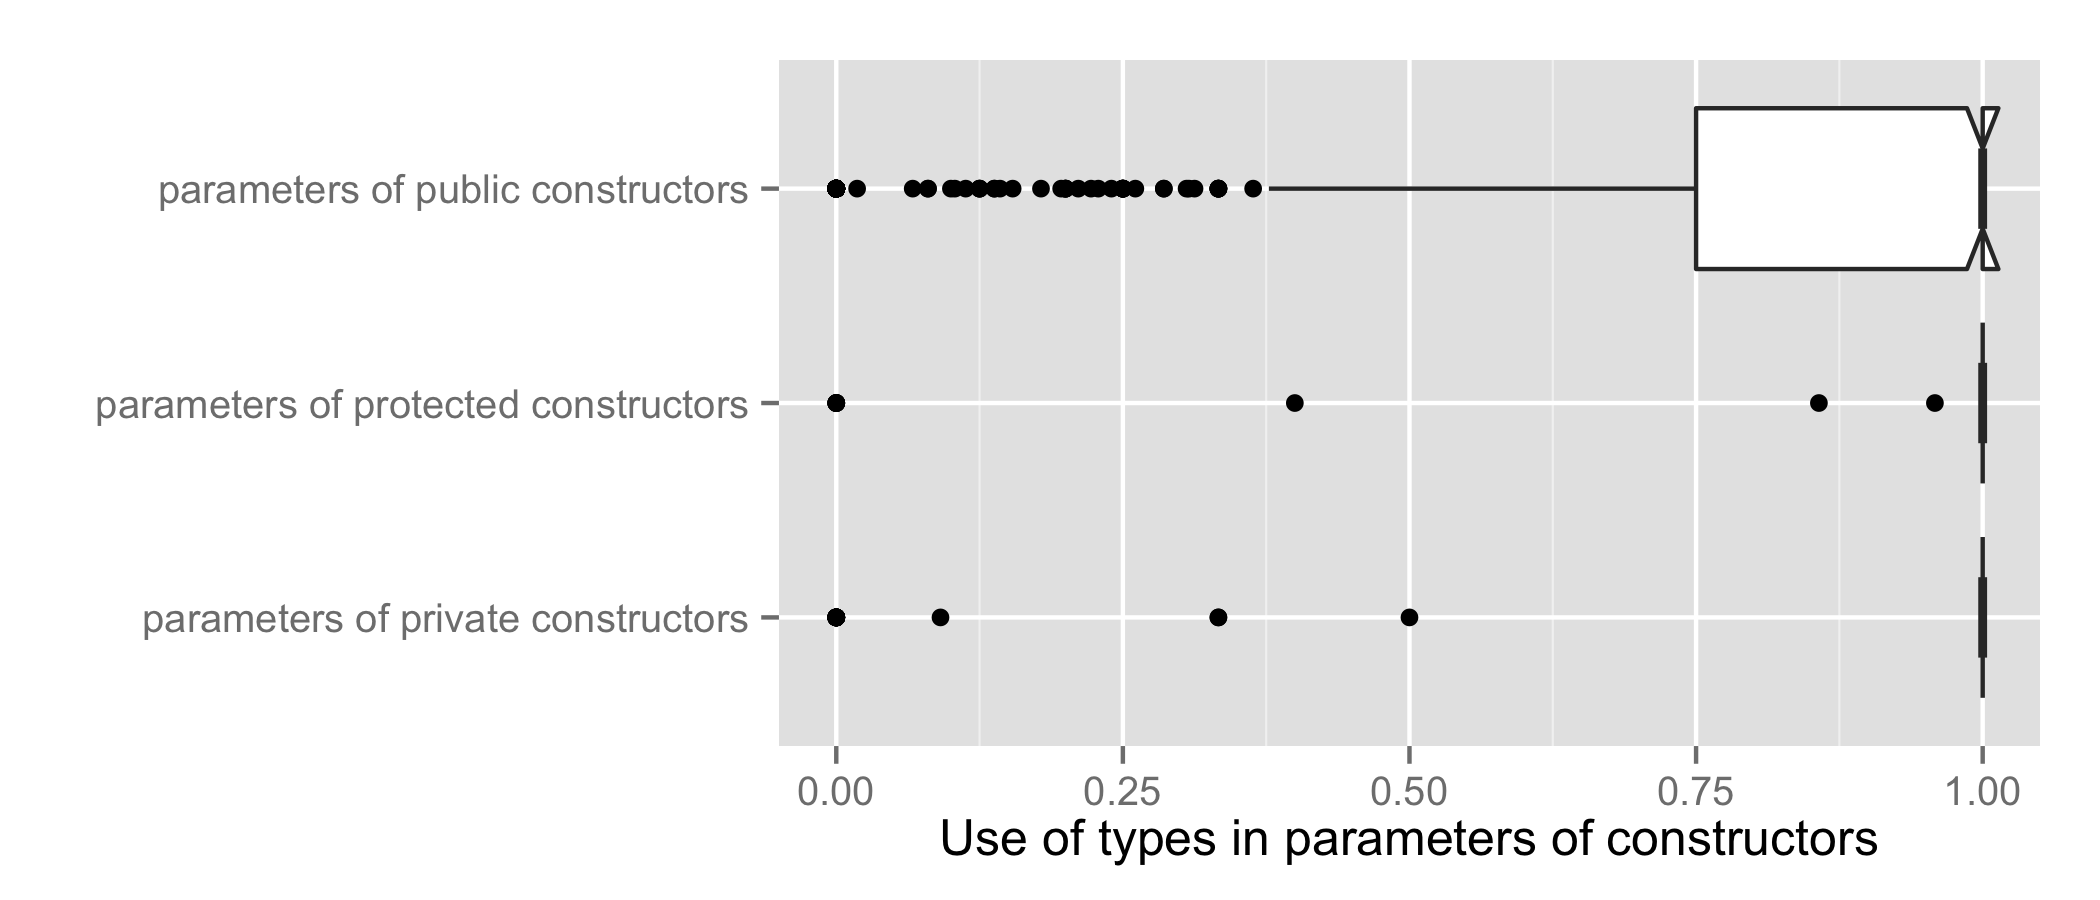 parameters of public constructors
parameters of protected constructors
parameters of private constructors
0.00 0.25 0.50 0.75 1.00
Use of types in parameters of constructors